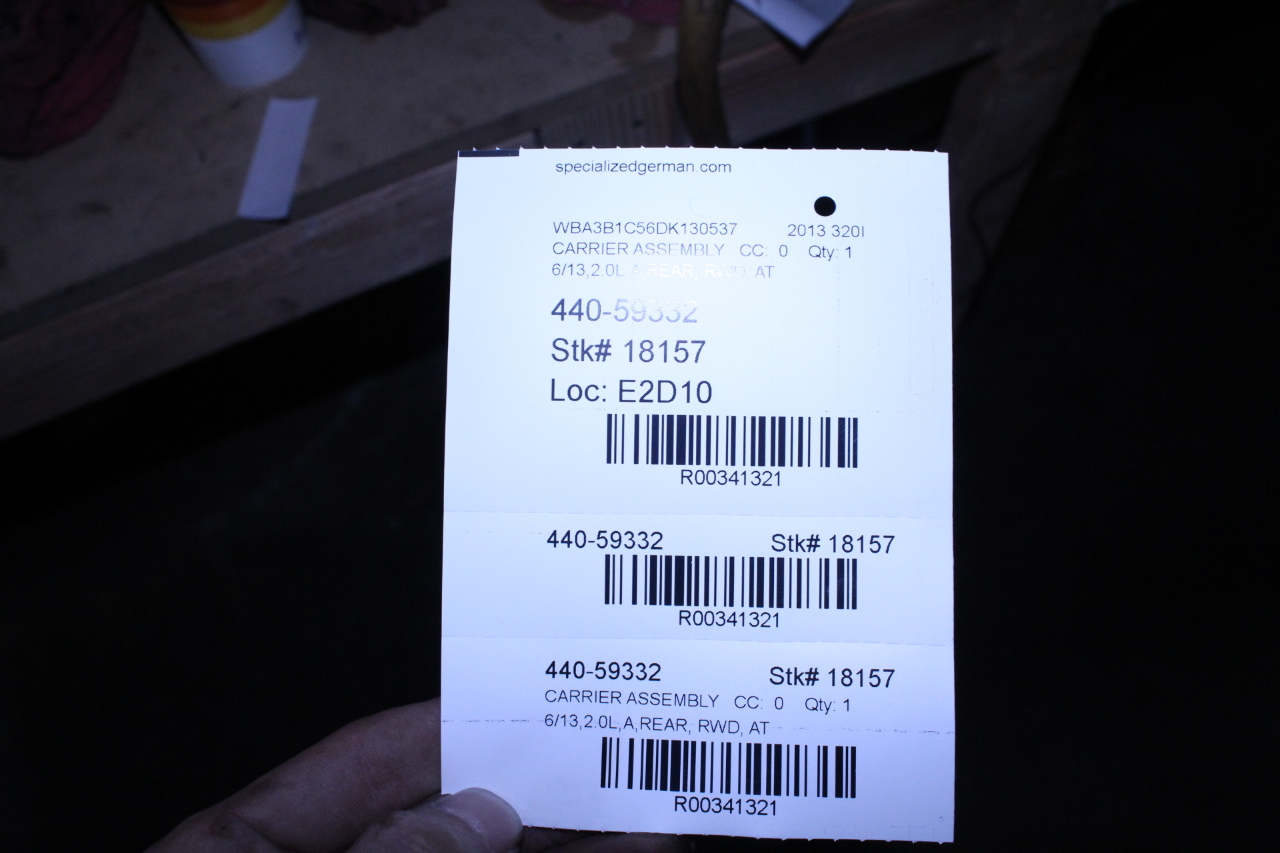 specializedgerman.com
WBA3B1C56DK130537 2013 320I
CARRIER ASSEMBLY CC: 0 Qty: 1
6/13,2.0L A,REAR, RWD, AT
440-59332
Stk# 18157
Loc: E2D10
R00341321
440-59332 Stk# 18157
R00341321
440-59332 Stk# 18157
CARRIER ASSEMBLY CC: 0 Qty: 1
6/13,2.0L,A,REAR, RWD, AT
R00341321